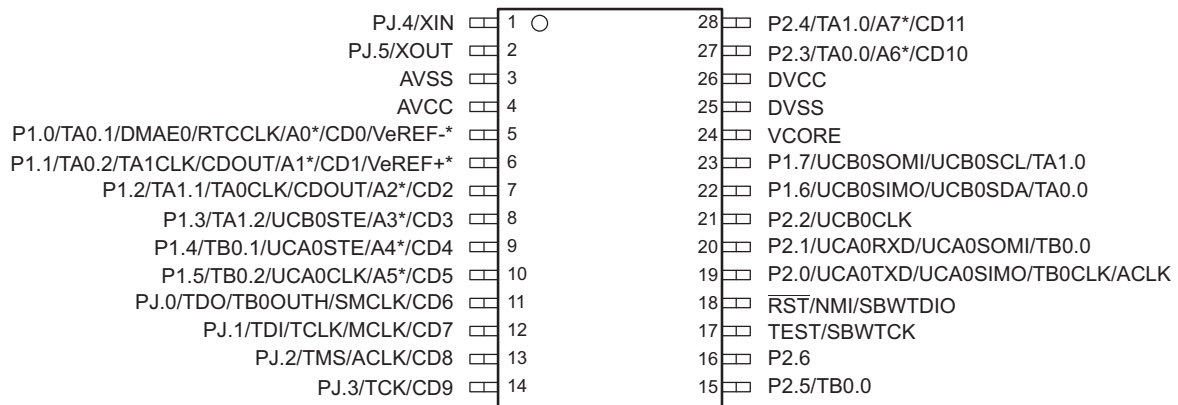 PJ.4/XIN 1 28 P2.4/TA1.0/A7*/CD11
PJ.5/XOUT 2 27 P2.3/TA0.0/A6*/CD10
AVSS 3 26 DVCC
AVCC 4 25 DVSS
P1.0/TA0.1/DMAE0/RTCCLK/A0*/CD0/VeREF-* 5 24 VCORE
P1.1/TA0.2/TA1CLK/CDOUT/A1*/CD1/VeREF+* 6 23 P1.7/UCB0SOMI/UCB0SCL/TA1.0
P1.2/TA1.1/TA0CLK/CDOUT/A2*/CD2 7 22 P1.6/UCB0SIMO/UCB0SDA/TA0.0
P1.3/TA1.2/UCB0STE/A3*/CD3 8 21 P2.2/UCB0CLK
P1.4/TB0.1/UCA0STE/A4*/CD4 9 20 P2.1/UCA0RXD/UCA0SOMI/TB0.0
P1.5/TB0.2/UCA0CLK/A5*/CD5 10 19 P2.0/UCA0TXD/UCA0SIMO/TB0CLK/ACLK
PJ.0/TDO/TB0OUTH/SMCLK/CD6 11 18 RST/NMI/SBWTDIO
PJ.1/TDI/TCLK/MCLK/CD7 12 17 TEST/SBWTCK
PJ.2/TMS/ACLK/CD8 13 16 P2.6
PJ.3/TCK/CD9 14 15 P2.5/TB0.0